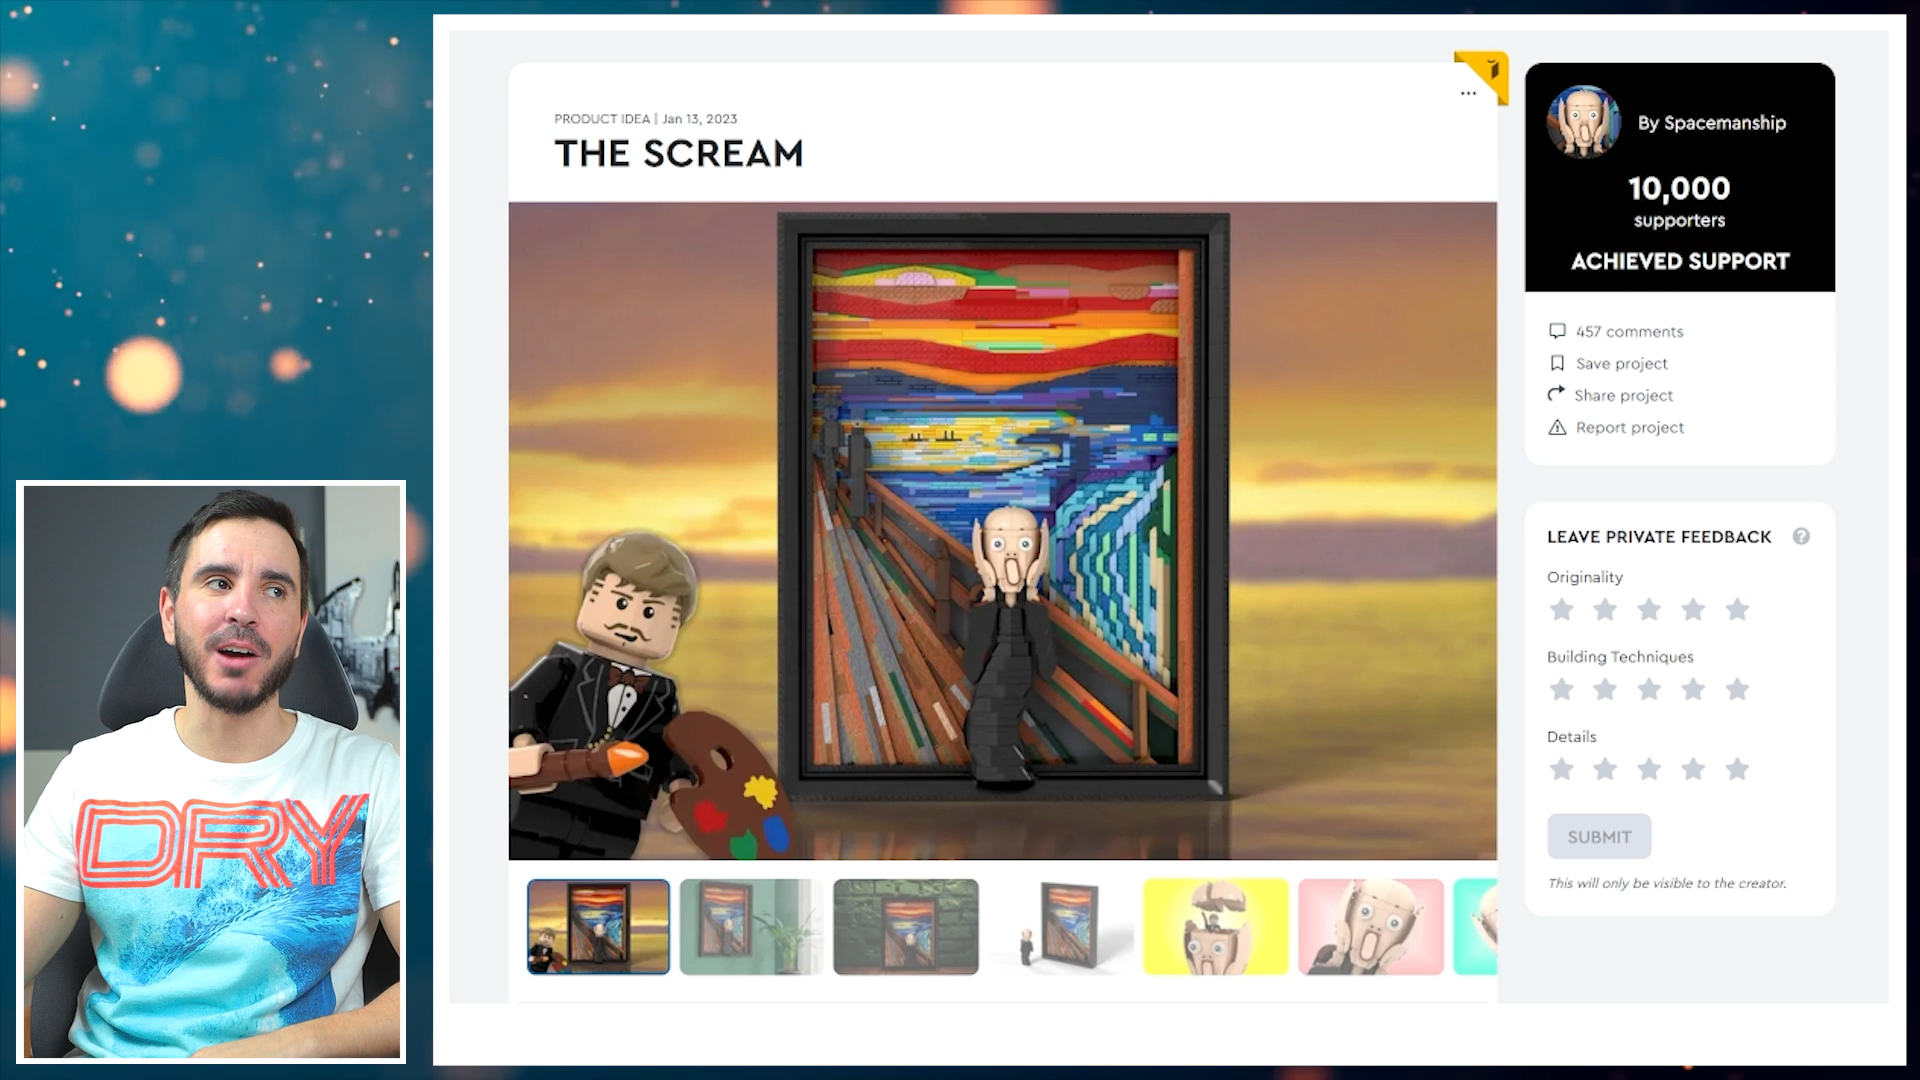 PRODUCT IDEA | Jan 13, 2023
THE SCREAM
...
By Spacemanship
10,000
supporters
ACHIEVED SUPPORT
457 comments
Save project
Share project
Report project
LEAVE PRIVATE FEEDBACK ?
Originality
Building Techniques
Details
SUBMIT
This will only be visible to the creator.
DRY